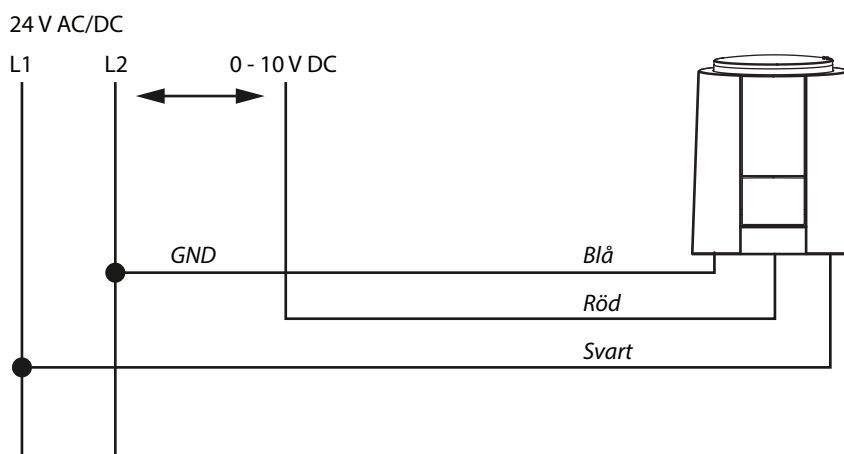 24 V AC/DC
L1 L2 0 - 10 V DC
GND Blå
Röd
Svart